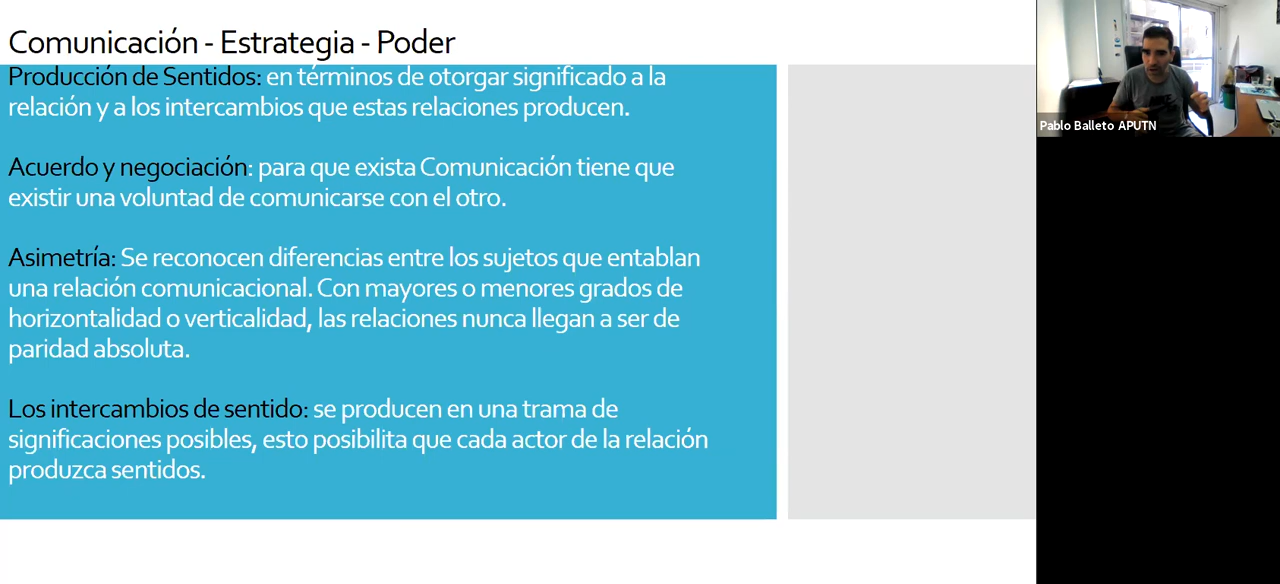 Comunicación - Estrategia - Poder
Producción de Sentidos: en términos de otorgar significado a la
relación y a los intercambios que estas relaciones producen.
Acuerdo y negociación: para que exista Comunicación tiene que
existir una voluntad de comunicarse con el otro.
Asimetría: Se reconocen diferencias entre los sujetos que entablan
una relación comunicacional. Con mayores o menores grados de
horizontalidad o verticalidad, las relaciones nunca llegan a ser de
paridad absoluta.
Los intercambios de sentido: se producen en una trama de
significaciones posibles, esto posibilita que cada actor de la relación
produzca sentidos.
Pablo Balleto APUTN